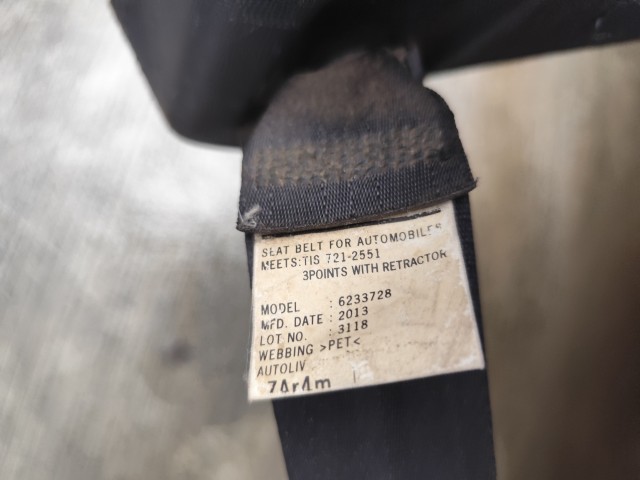 SEAT BELT FOR AUTOMOBILES
MEETS:TIS 721-2551
3POINTS WITH RETRACTOR
MODEL : 6233728
MFD. DATE : 2013
LOT NO. : 3118
WEBBING >PET<
AUTOLIV